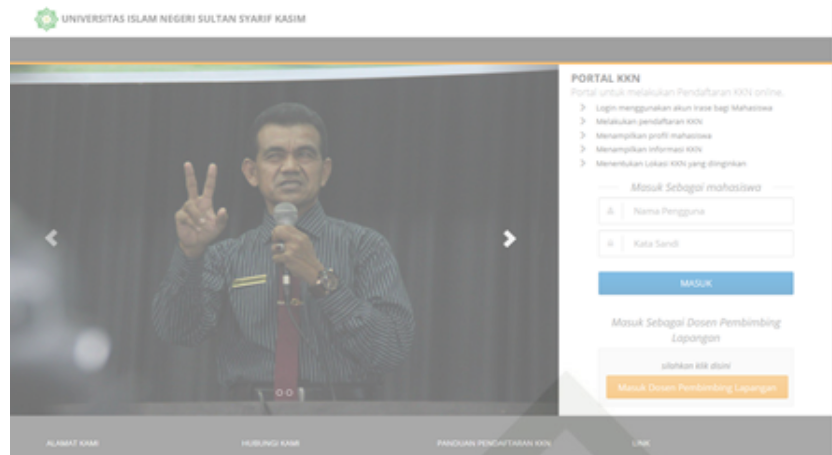 UNIVERSITAS ISLAM NEGERI SULTAN SYARIF KASIM
PORTAL KKN
Portal untuk melakukan Pendaftaran KKN online.
Login menggunakan akun Iraise bagi Mahasiswa
Melakukan pendaftaran KKN
Menampilkan profil mahasiswa
Menampilkan Informasi KKN
Menentukan Lokasi KKN yang diinginkan
Masuk Sebagai mahasiswa
Nama Pengguna
Kata Sandi
MASUK
Masuk Sebagai Dosen Pembimbing
Lapangan
silahkan klik disini
Masuk Dosen Pembimbing Lapangan
ALAMAT KAMI
HUBUNGI KAMI
PANDUAN PENDAFTARAN KKN
LINK